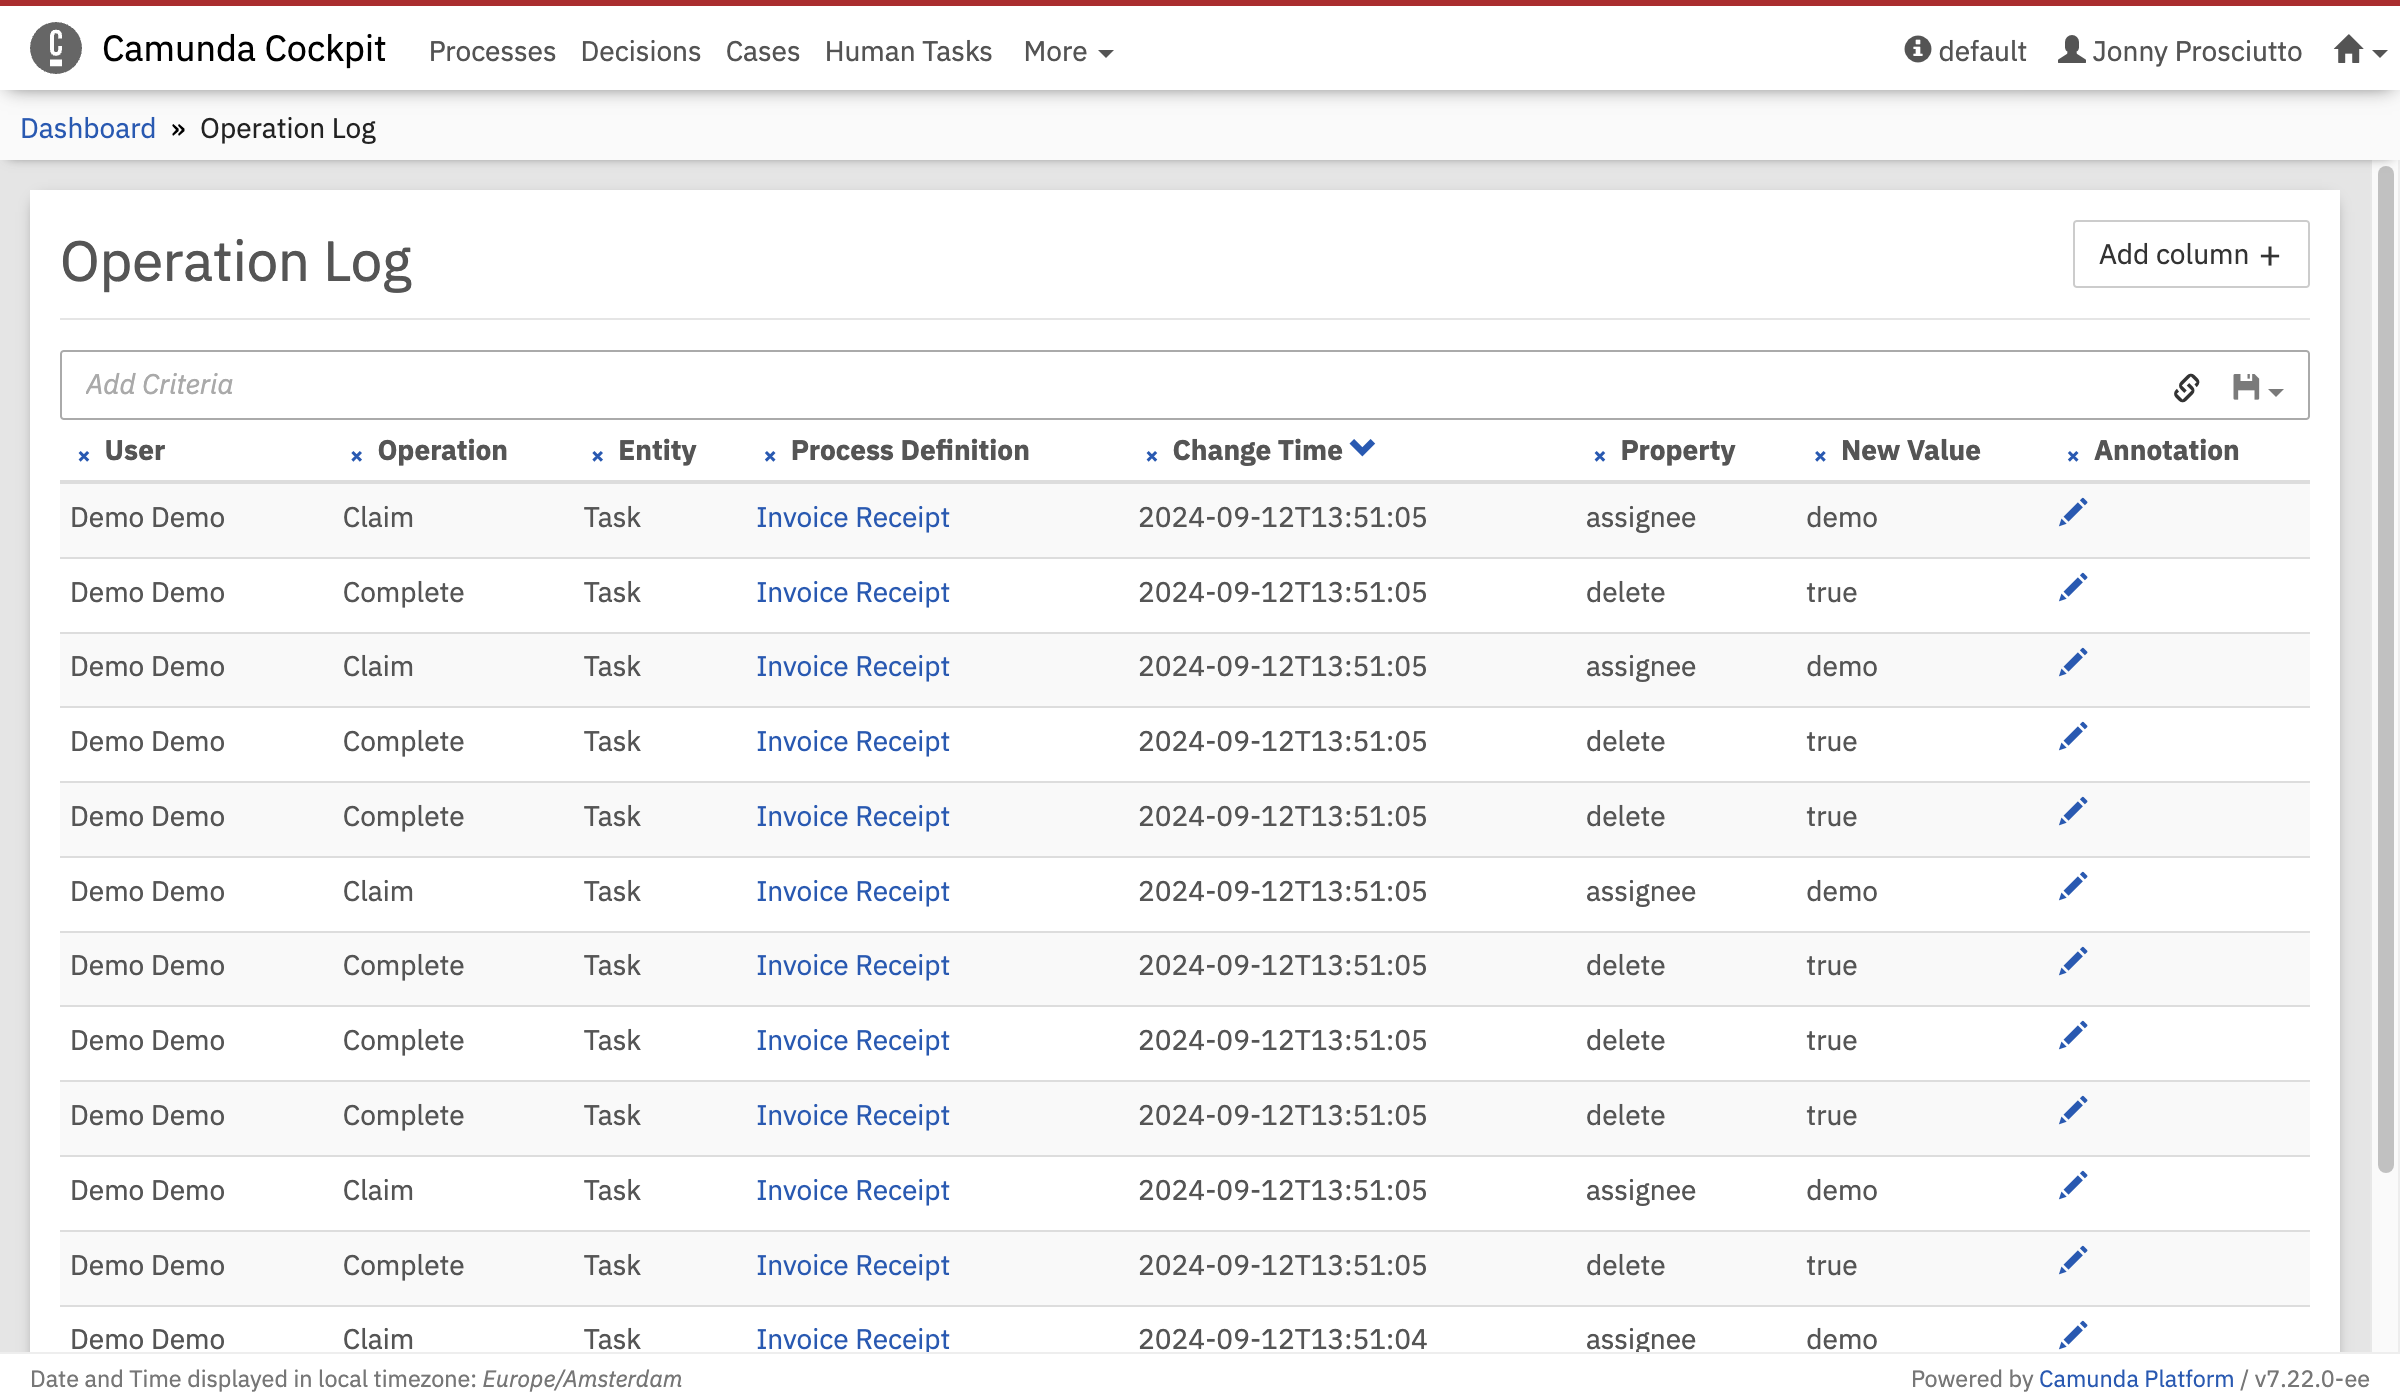 Camunda Cockpit Processes Decisions Cases Human Tasks More default Jonny Prosciutto
Dashboard » Operation Log
Operation Log
Add column +
Add Criteria
× User × Operation × Entity × Process Definition × Change Time × Property × New Value × Annotation
Demo Demo Claim Task Invoice Receipt 2024-09-12T13:51:05 assignee demo
Demo Demo Complete Task Invoice Receipt 2024-09-12T13:51:05 delete true
Demo Demo Claim Task Invoice Receipt 2024-09-12T13:51:05 assignee demo
Demo Demo Complete Task Invoice Receipt 2024-09-12T13:51:05 delete true
Demo Demo Complete Task Invoice Receipt 2024-09-12T13:51:05 delete true
Demo Demo Claim Task Invoice Receipt 2024-09-12T13:51:05 assignee demo
Demo Demo Complete Task Invoice Receipt 2024-09-12T13:51:05 delete true
Demo Demo Complete Task Invoice Receipt 2024-09-12T13:51:05 delete true
Demo Demo Complete Task Invoice Receipt 2024-09-12T13:51:05 delete true
Demo Demo Claim Task Invoice Receipt 2024-09-12T13:51:05 assignee demo
Demo Demo Complete Task Invoice Receipt 2024-09-12T13:51:05 delete true
Demo Demo Claim Task Invoice Receipt 2024-09-12T13:51:04 assignee demo
Date and Time displayed in local timezone: Europe/Amsterdam Powered by Camunda Platform / v7.22.0-ee